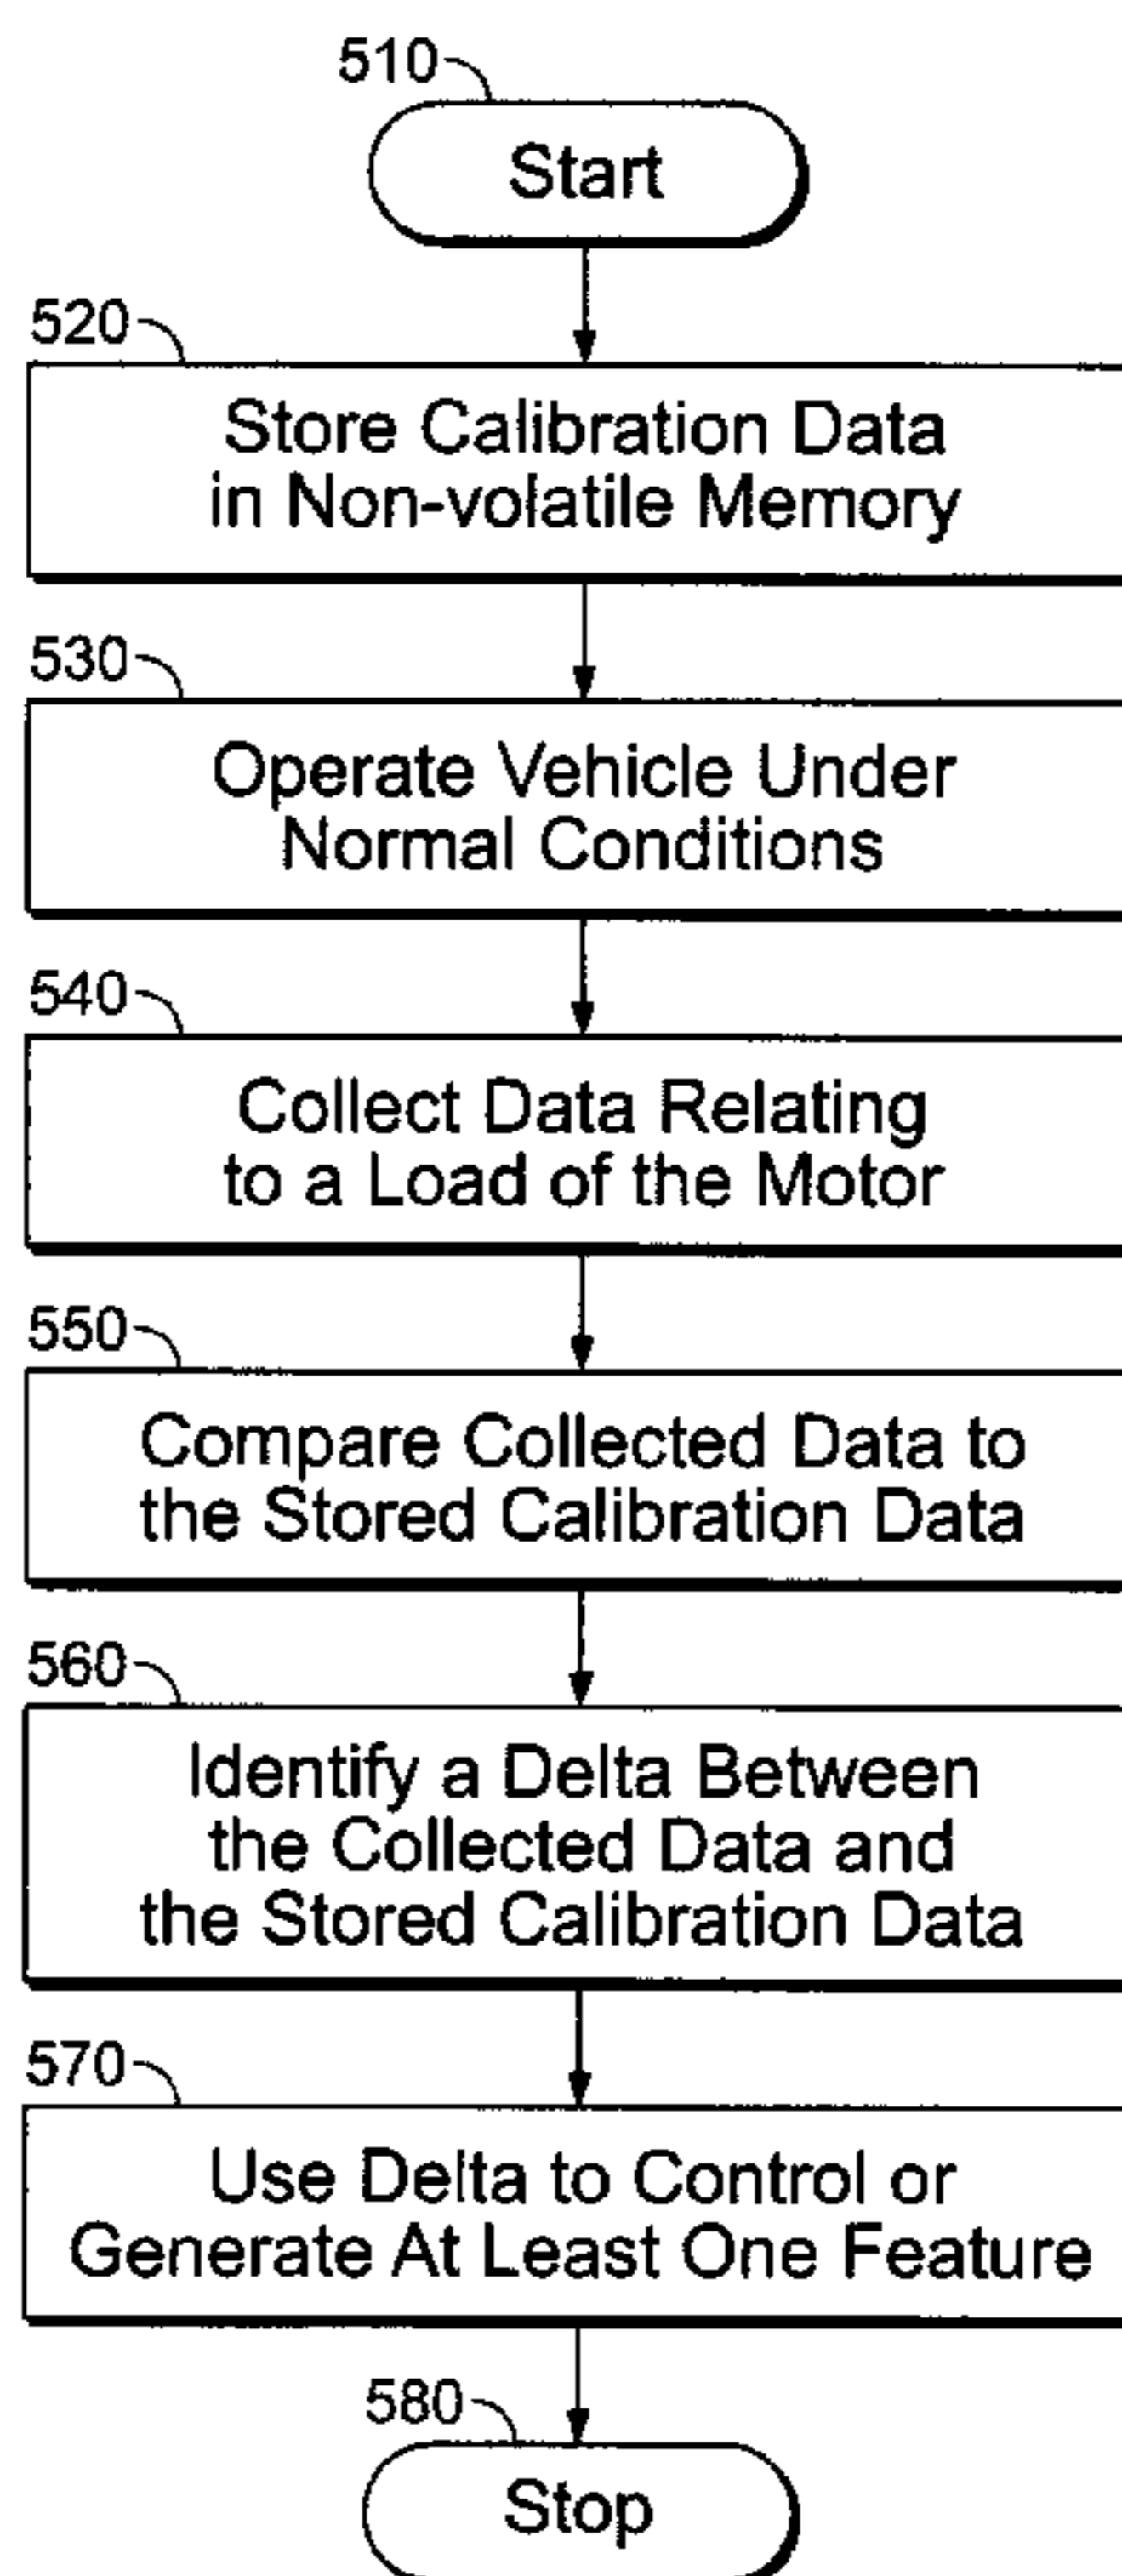 510
Start
520
Store Calibration Data
in Non-volatile Memory
530
Operate Vehicle Under
Normal Conditions
540
Collect Data Relating
to a Load of the Motor
550
Compare Collected Data to
the Stored Calibration Data
560
Identify a Delta Between
the Collected Data and
the Stored Calibration Data
570
Use Delta to Control or
Generate At Least One Feature
580
Stop